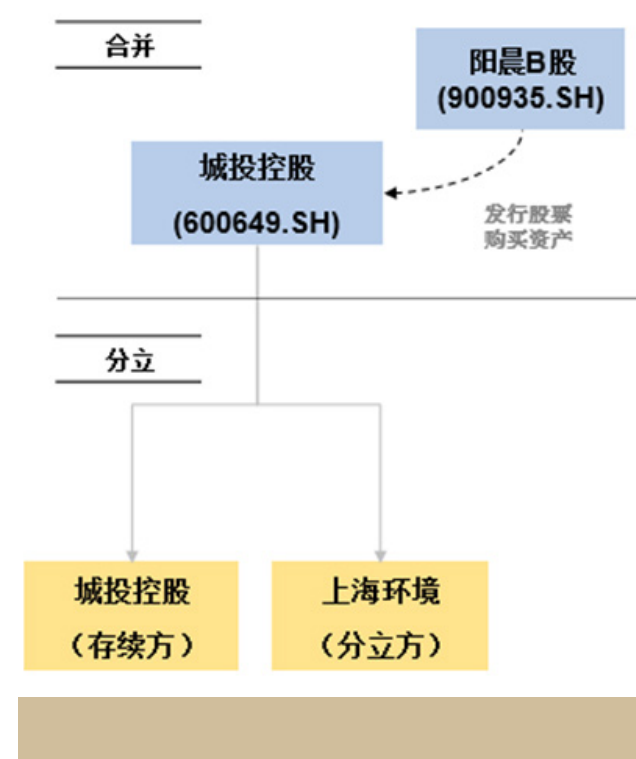 合并
阳晨B股
(900935.SH)
城投控股
(600649.SH)
发行股票
购买资产
分立
城投控股
（存续方）
上海环境
（分立方）